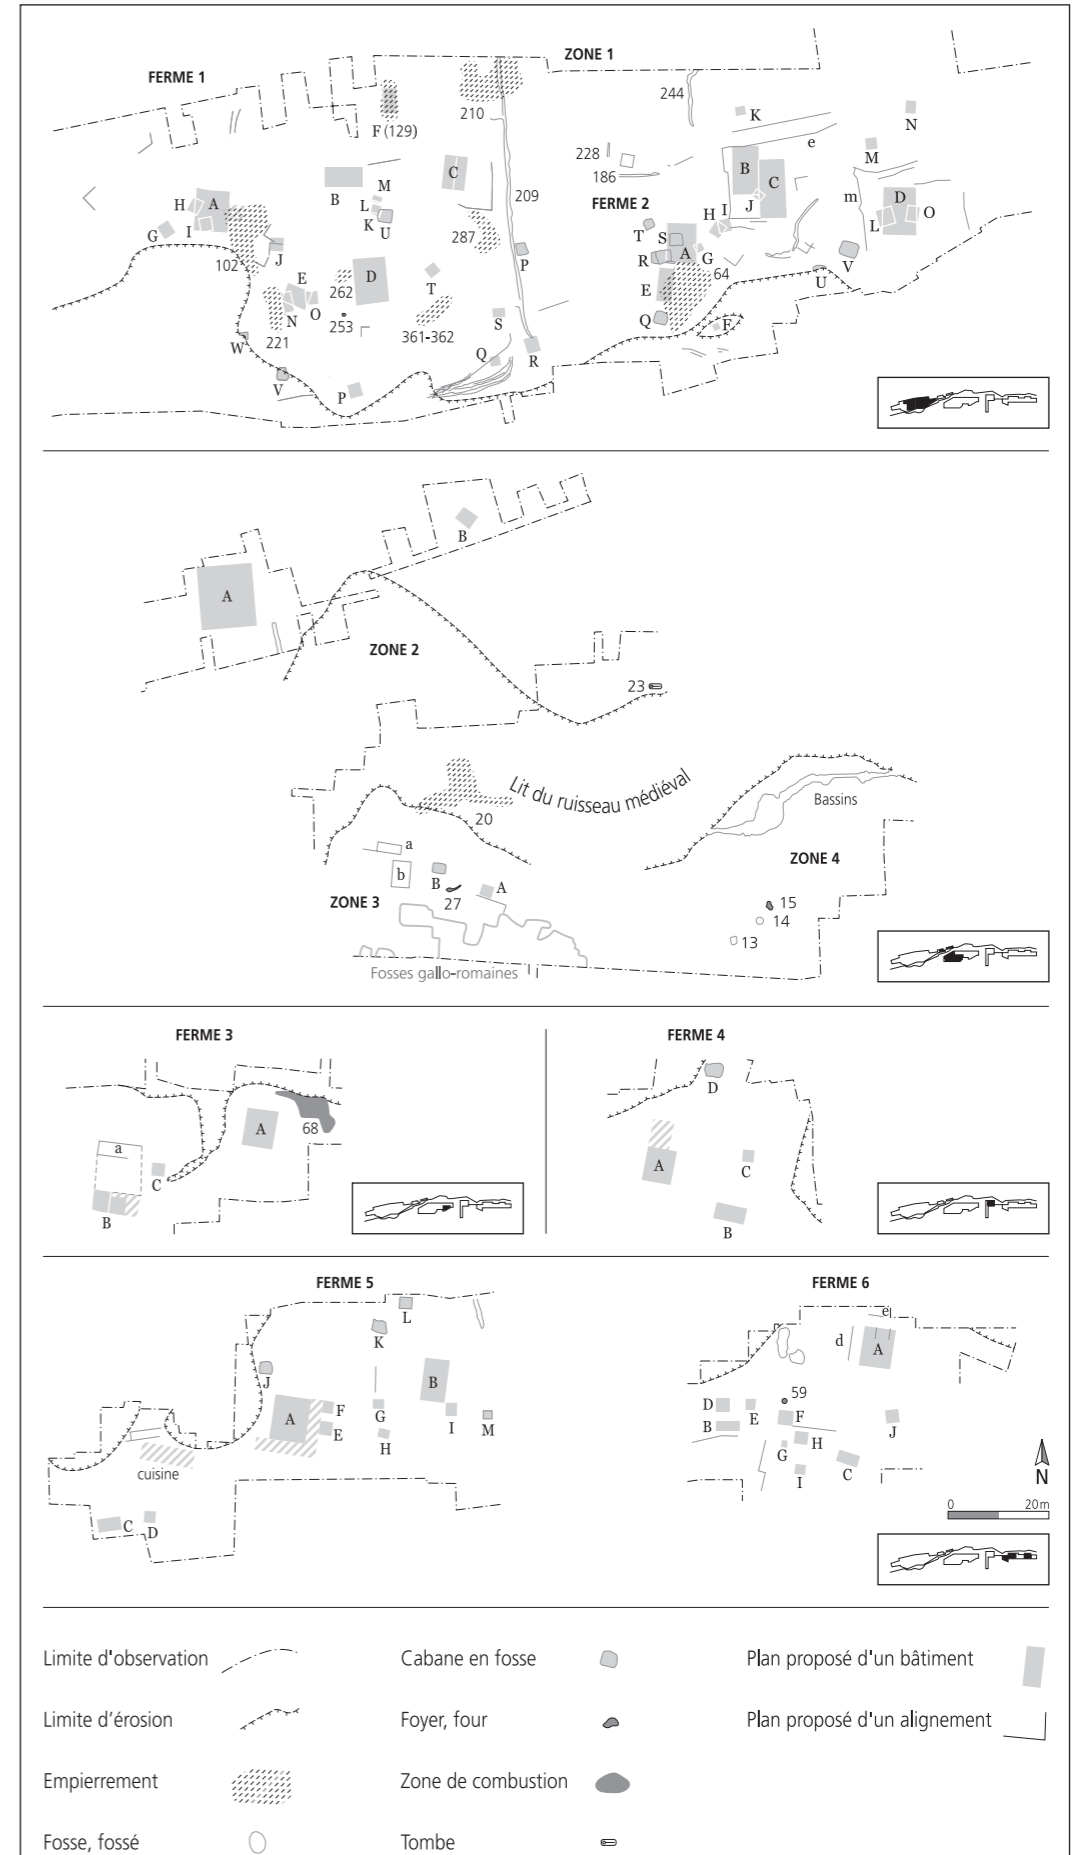 ZONE 1
FERME 1
F (129)
210
244
K
N
e
M
228
186
B
C
C
M
B
L
K
U
FERME 2
J
H
A
I
G
209
H
I
m
D
L
O
T
S
A
G
R
287
J
102
P
64
V
U
E
D
E
262
T
N
O
253
361-362
S
Q
F
W
221
Q
R
V
P
B
A
ZONE 2
23
Lit du ruisseau médiéval
Bassins
20
a
b
B
A
27
ZONE 3
ZONE 4
15
14
13
Fosses gallo-romaines
FERME 3
FERME 4
A
68
a
C
B
D
A
C
B
FERME 5
FERME 6
L
K
J
B
A
F
E
G
H
I
M
cuisine
C
D
e
d
A
59
D
E
F
B
H
G
J
I
C
N
0 20 m
Limite d'observation Cabane en fosse Plan proposé d'un bâtiment
Limite d'érosion Foyer, four Plan proposé d'un alignement
Empierrement Zone de combustion
Fosse, fossé Tombe